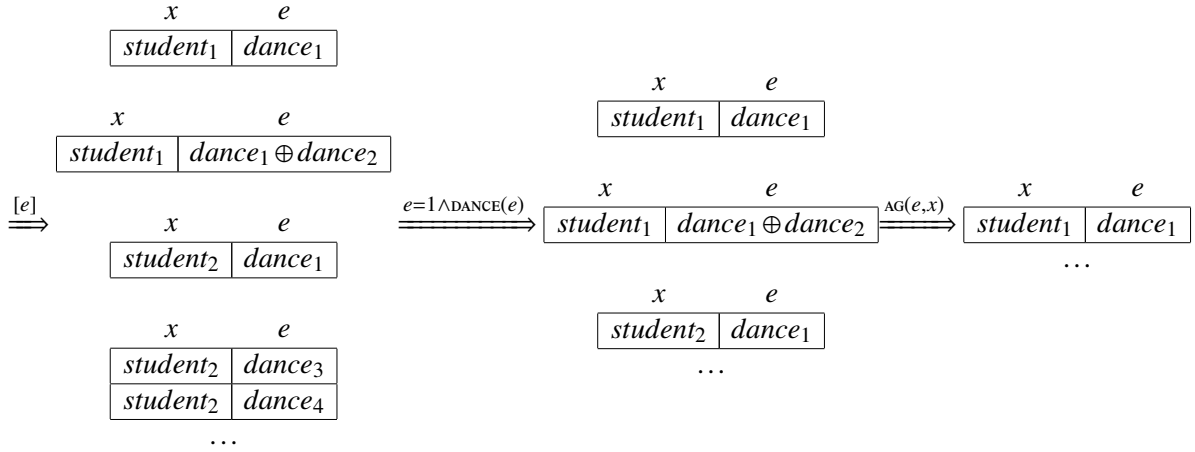 x e
student₁ dance₁
x e
student₁ dance₁ ⊕ dance₂
[e]
⟹
x e
student₂ dance₁
x e
student₂ dance₃
student₂ dance₄
…
e=1∧DANCE(e)
⟹
x e
student₁ dance₁
x e
student₁ dance₁ ⊕ dance₂
x e
student₂ dance₁
…
AG(e,x)
⟹
x e
student₁ dance₁
…